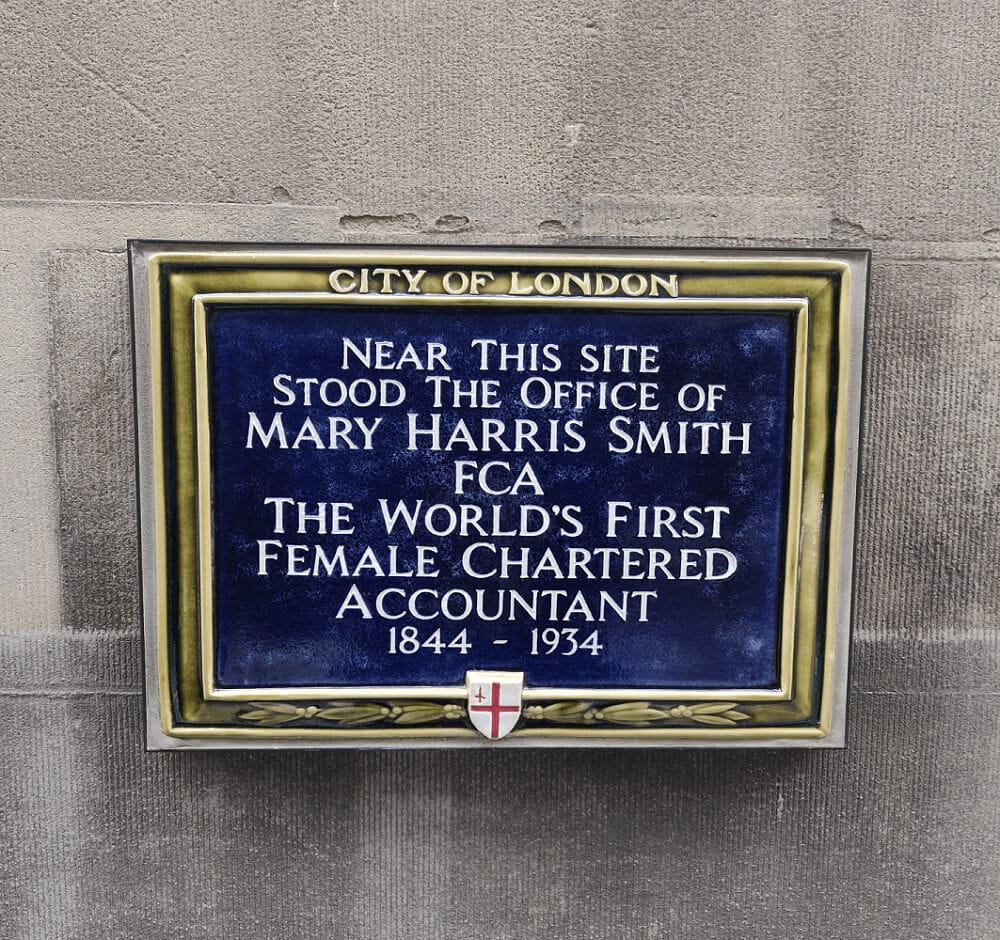 CITY OF LONDON
NEAR THIS SITE
STOOD THE OFFICE OF
MARY HARRIS SMITH
FCA
THE WORLD'S FIRST
FEMALE CHARTERED
ACCOUNTANT
1844 - 1934